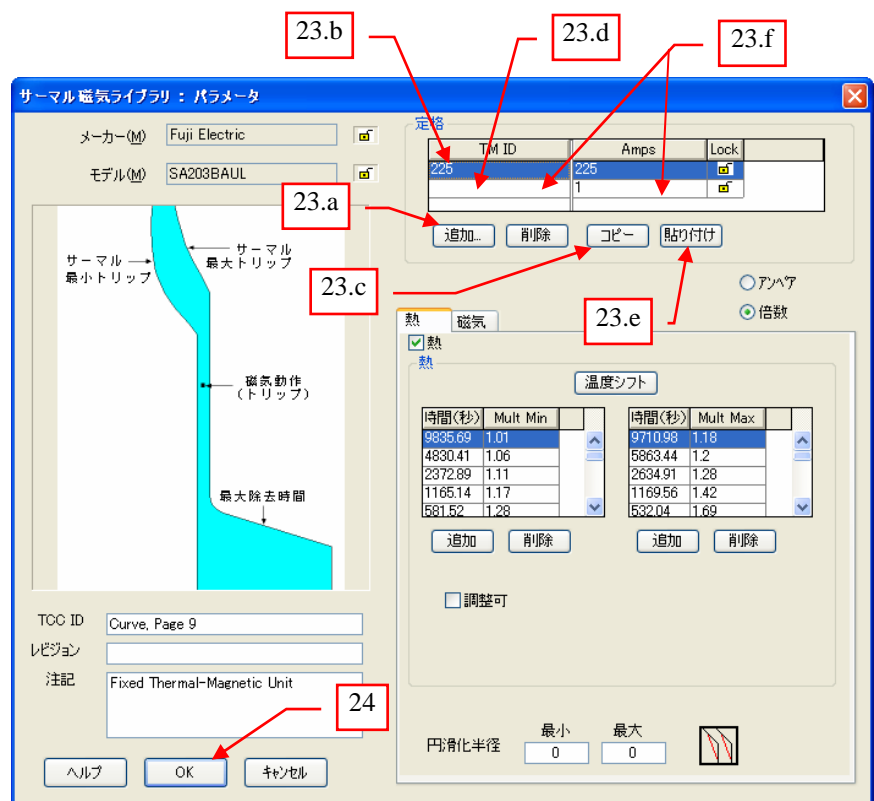 23.b
23.d
23.f
サーマル磁気ライブラリ : パラメータ
メーカー(M) Fuji Electric
モデル(M) SA203BAUL
定格
TM ID Amps Lock
225 225
1
23.a
追加... 削除 コピー 貼り付け
23.c
23.e
アンペア
倍数
サーマル
最小トリップ
サーマル
最大トリップ
磁気動作
(トリップ)
最大除去時間
熱 磁気
熱
熱
温度シフト
時間(秒) Mult Min
9835.69 1.01
4830.41 1.06
2372.89 1.11
1165.14 1.17
581.52 1.28
時間(秒) Mult Max
9710.98 1.18
5863.44 1.2
2634.91 1.28
1169.56 1.42
532.04 1.69
追加 削除
追加 削除
調整可
TCC ID Curve, Page 9
レビジョン
注記 Fixed Thermal-Magnetic Unit
24
円滑化半径
最小 最大
0 0
ヘルプ OK キャンセル